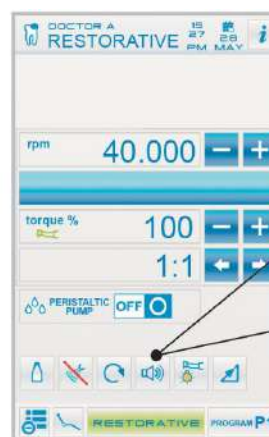 DOCTOR A
RESTORATIVE
15
27
PM
28
MAY
i
rpm
40.000
− +
torque %
100
− +
1:1
PERISTALTIC
PUMP
OFF
RESTORATIVE
PROGRAM P